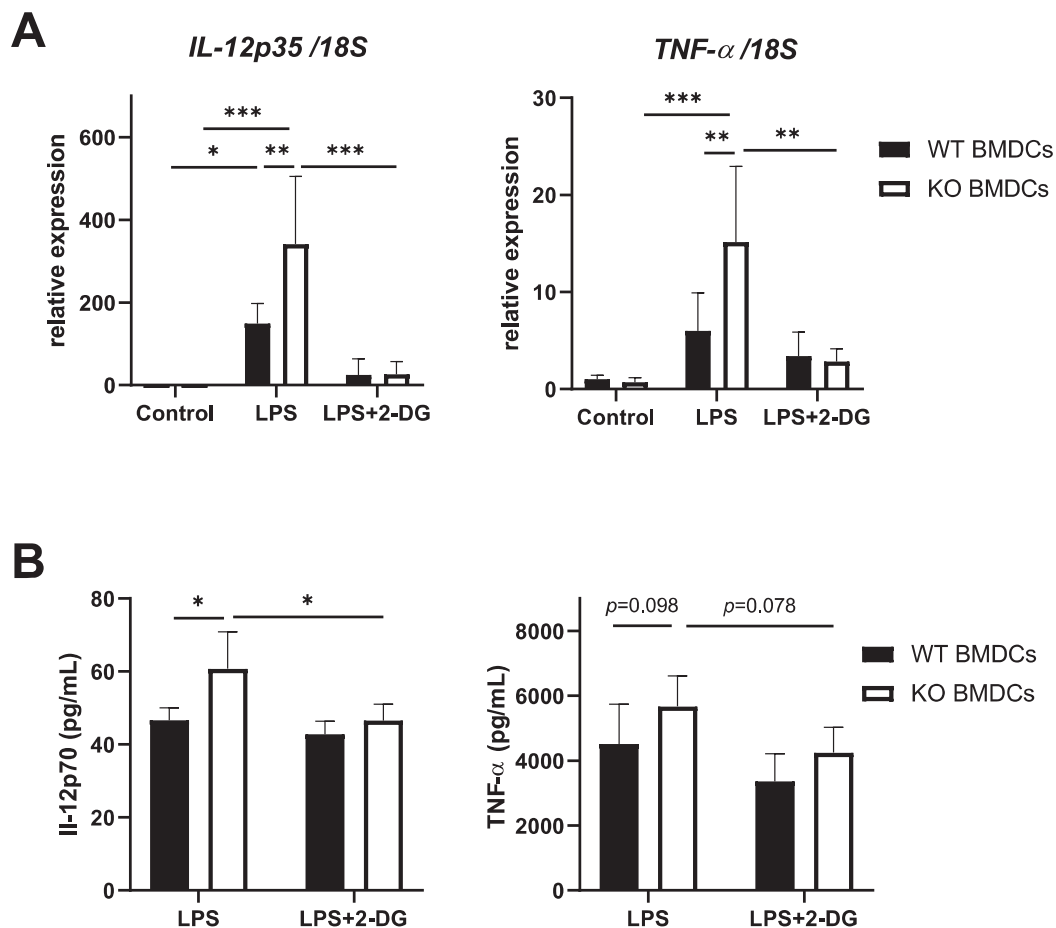 A
IL-12p35 /18S
relative expression
600
400
200
0
***
*
**
***
Control
LPS
LPS+2-DG
TNF-α /18S
relative expression
30
20
10
0
***
**
**
Control
LPS
LPS+2-DG
WT BMDCs
KO BMDCs
B
Il-12p70 (pg/mL)
80
60
40
20
0
*
*
LPS
LPS+2-DG
TNF-α (pg/mL)
8000
6000
4000
2000
0
p=0.098
p=0.078
LPS
LPS+2-DG
WT BMDCs
KO BMDCs